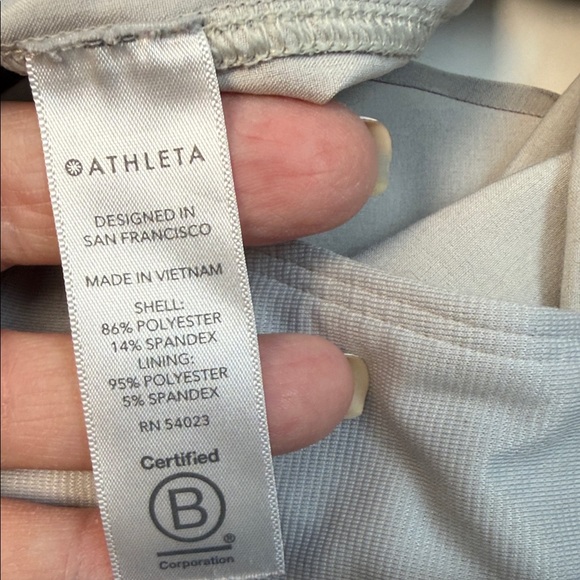 ATHLETA
DESIGNED IN
SAN FRANCISCO
MADE IN VIETNAM
SHELL:
86% POLYESTER
14% SPANDEX
LINING:
95% POLYESTER
5% SPANDEX
RN 54023
Certified
B
Corporation